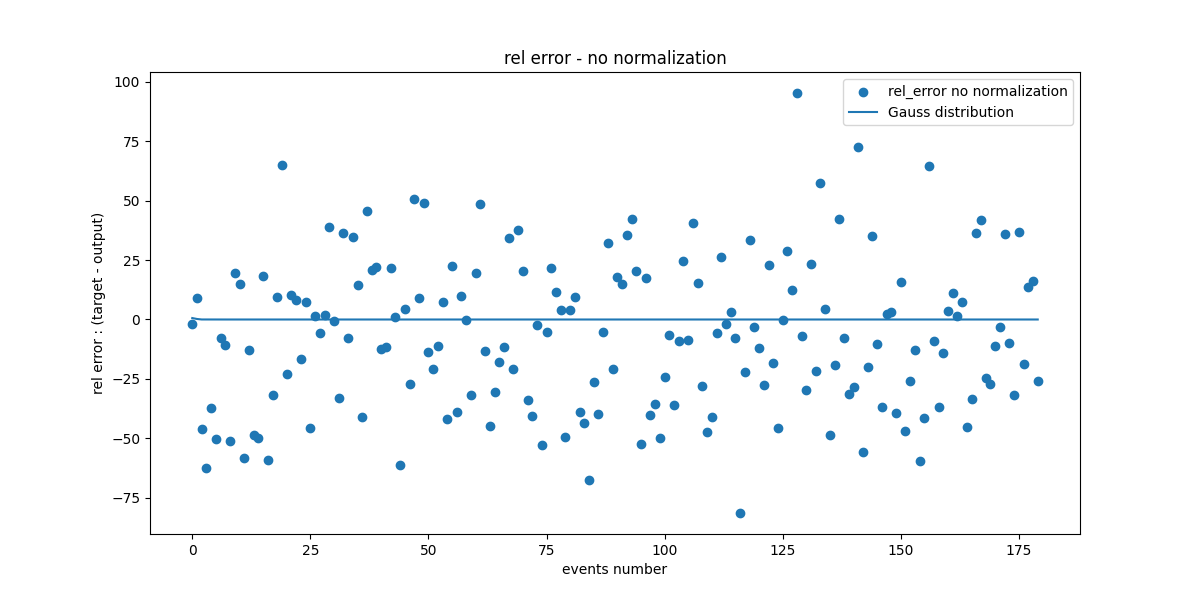 rel error - no normalization
rel_error no normalization
Gauss distribution
rel error : (target - output)
100
75
50
25
0
−25
−50
−75
0 25 50 75 100 125 150 175
events number